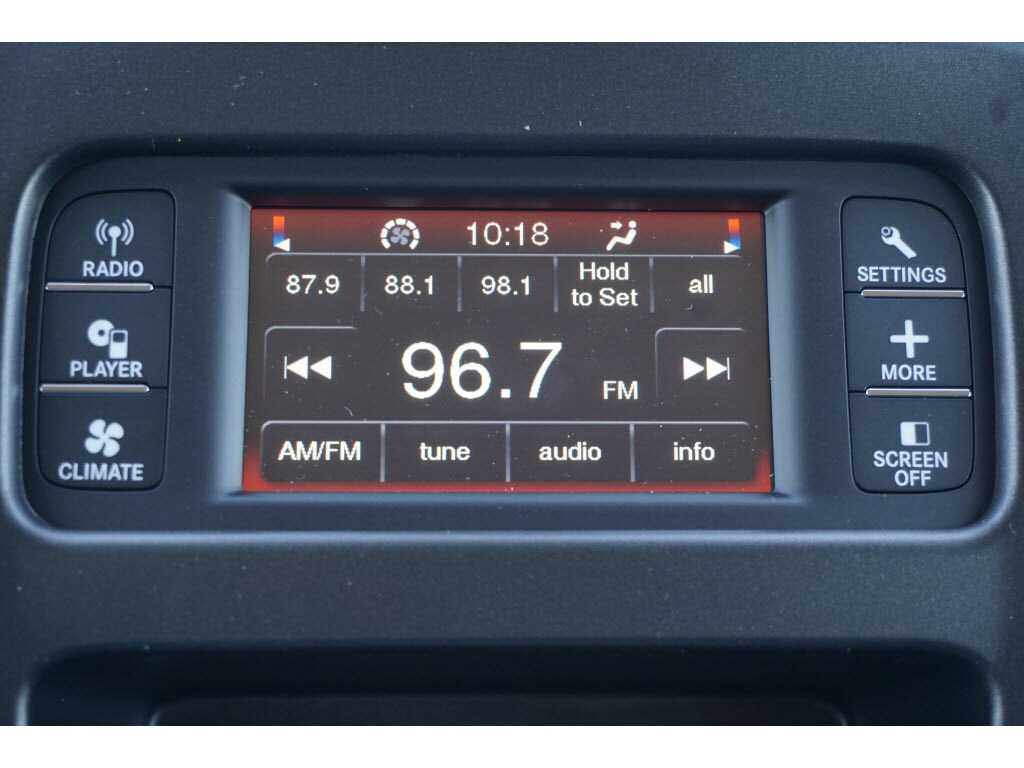 RADIO
PLAYER
CLIMATE
10:18
87.9 88.1 98.1 Hold to Set all
96.7 FM
AM/FM tune audio info
SETTINGS
MORE
SCREEN
OFF